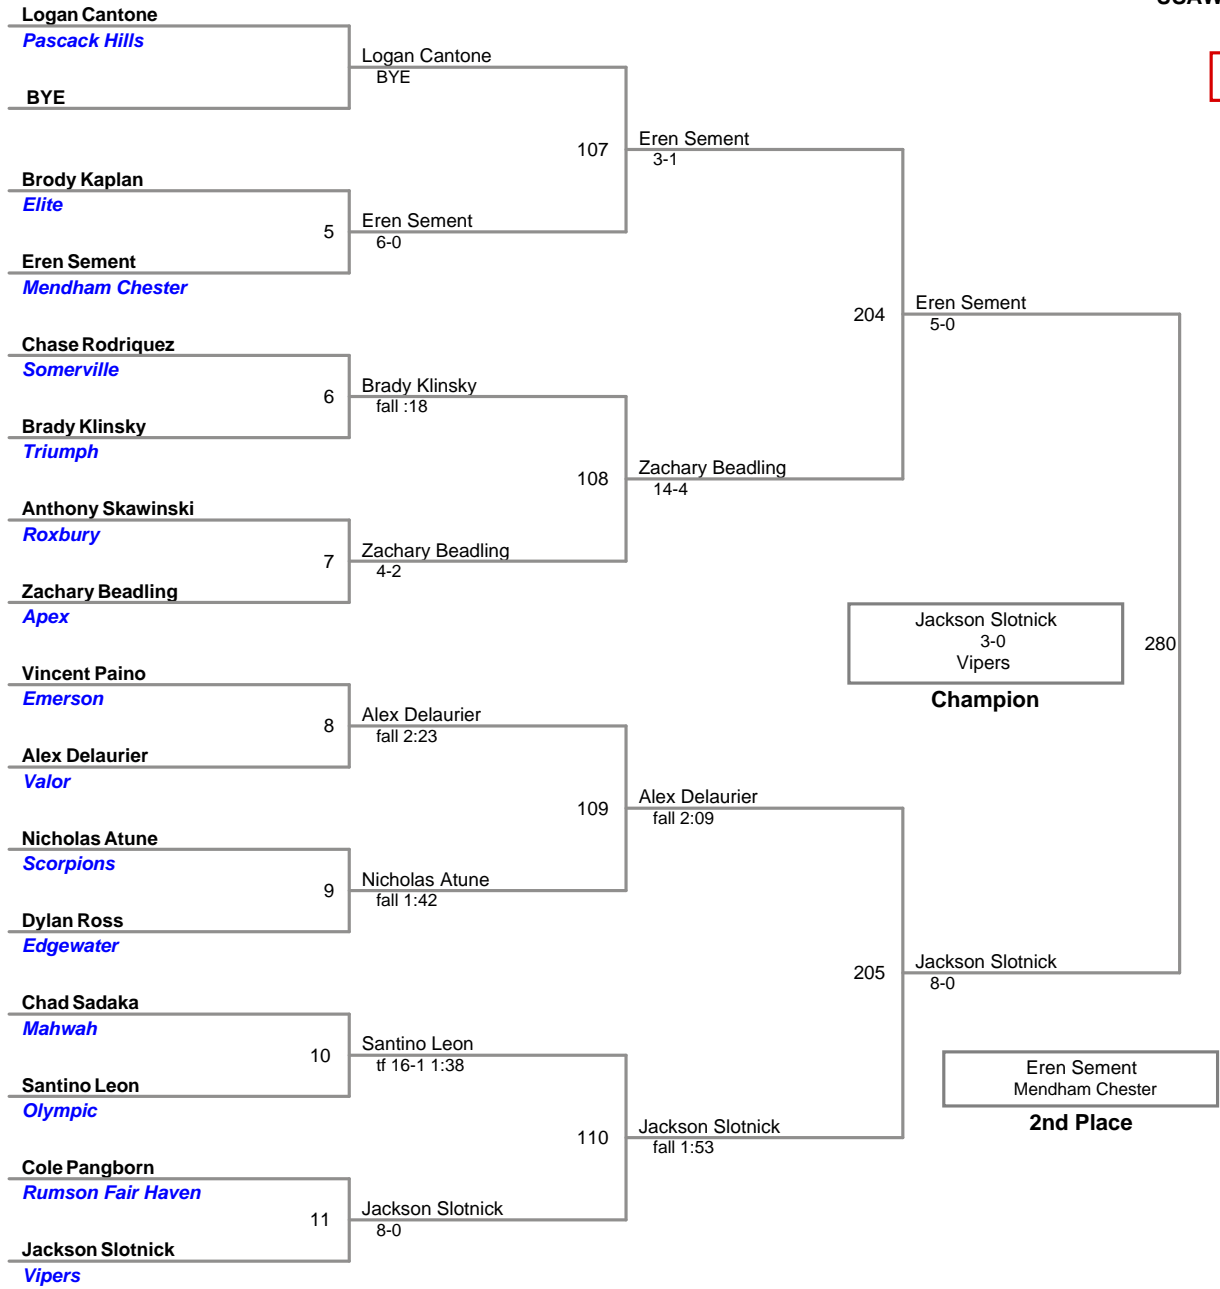 Logan Cantone
Pascack Hills
Logan Cantone
BYE
BYE
107
Eren Sement
3-1
Brody Kaplan
Elite
5
Eren Sement
6-0
Eren Sement
Mendham Chester
204
Eren Sement
5-0
Chase Rodriquez
Somerville
6
Brady Klinsky
fall :18
Brady Klinsky
Triumph
108
Zachary Beadling
14-4
Anthony Skawinski
Roxbury
7
Zachary Beadling
4-2
Zachary Beadling
Apex
Jackson Slotnick
3-0
Vipers
280
Champion
Vincent Paino
Emerson
8
Alex Delaurier
fall 2:23
Alex Delaurier
Valor
109
Alex Delaurier
fall 2:09
Nicholas Atune
Scorpions
9
Nicholas Atune
fall 1:42
Dylan Ross
Edgewater
205
Jackson Slotnick
8-0
Chad Sadaka
Mahwah
10
Santino Leon
tf 16-1 1:38
Santino Leon
Olympic
Eren Sement
Mendham Chester
2nd Place
110
Jackson Slotnick
fall 1:53
Cole Pangborn
Rumson Fair Haven
11
Jackson Slotnick
8-0
Jackson Slotnick
Vipers